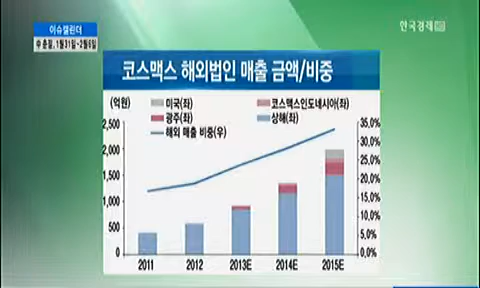 이슈캘린더
中 춘절, 1월31일~2월6일
한국경제
코스맥스 해외법인 매출 금액/비중
(억원)
미국(좌)
코스맥스인도네시아(좌)
광주(좌)
상해(좌)
해외 매출 비중(우)
2,500
2,000
1,500
1,000
500
0
35,0%
30,0%
25,0%
20,0%
15,0%
10,0%
5,0%
0,0%
2011 2012 2013E 2014E 2015E